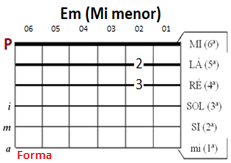 Em (Mi menor)
06 05 04 03 02 01
P MI (6ª)
2 LÀ (5ª)
3 RÉ (4ª)
i SOL (3ª)
m SI (2ª)
a mi (1ª)
Forma